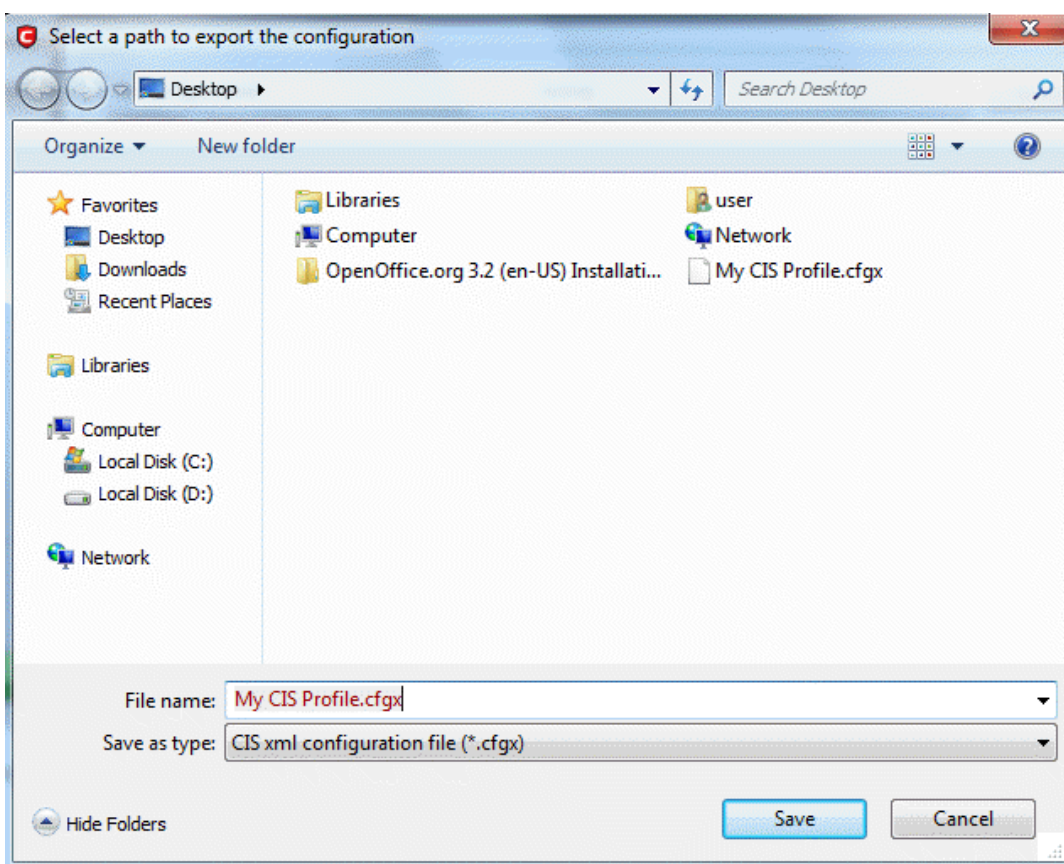 Select a path to export the configuration
Desktop
Search Desktop
Organize
New folder
Favorites
Desktop
Downloads
Recent Places
Libraries
Computer
Local Disk (C:)
Local Disk (D:)
Network
Libraries
user
Computer
Network
OpenOffice.org 3.2 (en-US) Installati...
My CIS Profile.cfgx
File name: My CIS Profile.cfgx
Save as type: CIS xml configuration file (*.cfgx)
Hide Folders
Save
Cancel